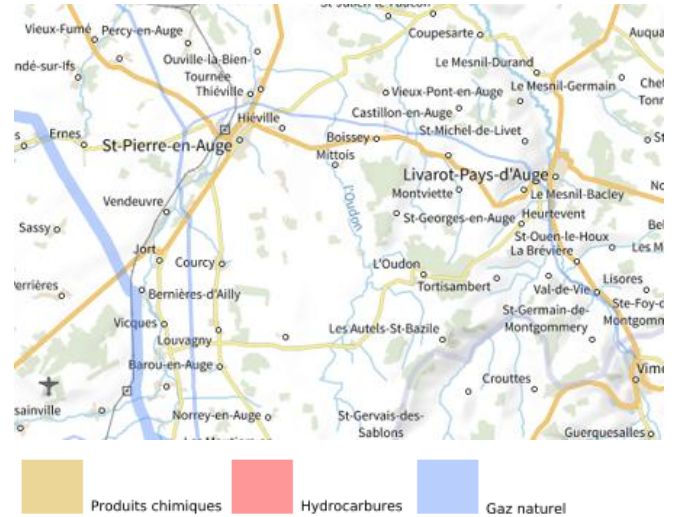 St-Julien-le-Faucon
Vieux-Fumé
Percy-en-Auge
Coupesarte
Ouville-la-Bien-
Tournée
Le Mesnil-Durand
Thiéville
Vieux-Pont-en-Auge
Le Mesnil-Germain
Castillon-en-Auge
Hiéville
Ernes
St-Pierre-en-Auge
Boissey
St-Michel-de-Livet
Mittois
Livarot-Pays-d'Auge
Montviette
Le Mesnil-Bacley
Vendeuvre
l'Oudon
St-Georges-en-Auge
Heurtevent
Sassy
St-Ouen-le-Houx
Jort
La Brévière
Courcy
L'Oudon
Tortisambert
Val-de-Vie
Lisores
Bernières-d'Ailly
St-Germain-de-
Montgommery
Vicques
Louvagny
Les Autels-St-Bazile
Barou-en-Auge
Crouttes
Norrey-en-Auge
St-Gervais-des-
Sablons
Guerquesalles
Produits chimiques
Hydrocarbures
Gaz naturel